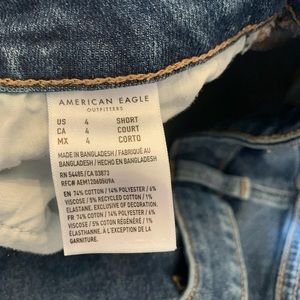 AMERICAN EAGLE
OUTFITTERS
US 4 SHORT
CA 4 COURT
MX 4 CORTO
MADE IN BANGLADESH / FABRIQUÉ AU
BANGLADESH / HECHO EN BANGLADESH
RN 54485/CA 03873
RFC# AEM1206050U9A
EN: 74% COTTON / 14% POLYESTER / 6%
VISCOSE / 5% RECYCLED COTTON / 1%
ELASTANE. EXCLUSIVE OF
DECORATION.
FR: 74% COTON / 14% POLYESTER / 6%
VISCOSE / 5% COTON RECYCLÉ / 1%
ÉLASTHANNE. À L'EXCEPTION DE LA
GARNITURE.